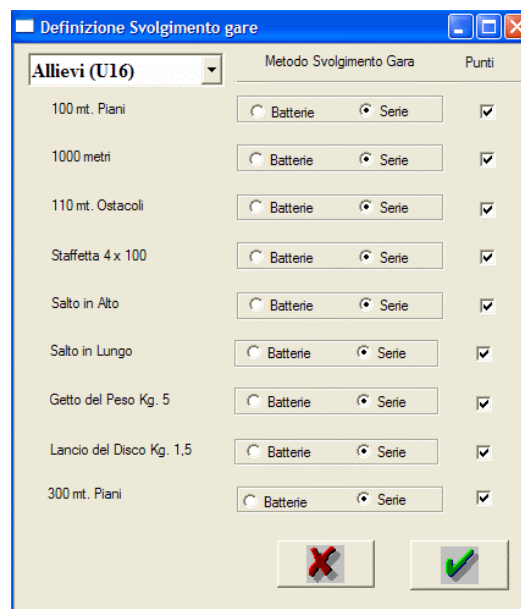 Definizione Svolgimento gare
Allievi (U16) Metodo Svolgimento Gara Punti
100 mt. Piani Batterie Serie
1000 metri Batterie Serie
110 mt. Ostacoli Batterie Serie
Staffetta 4 x 100 Batterie Serie
Salto in Alto Batterie Serie
Salto in Lungo Batterie Serie
Getto del Peso Kg. 5 Batterie Serie
Lancio del Disco Kg. 1,5 Batterie Serie
300 mt. Piani Batterie Serie